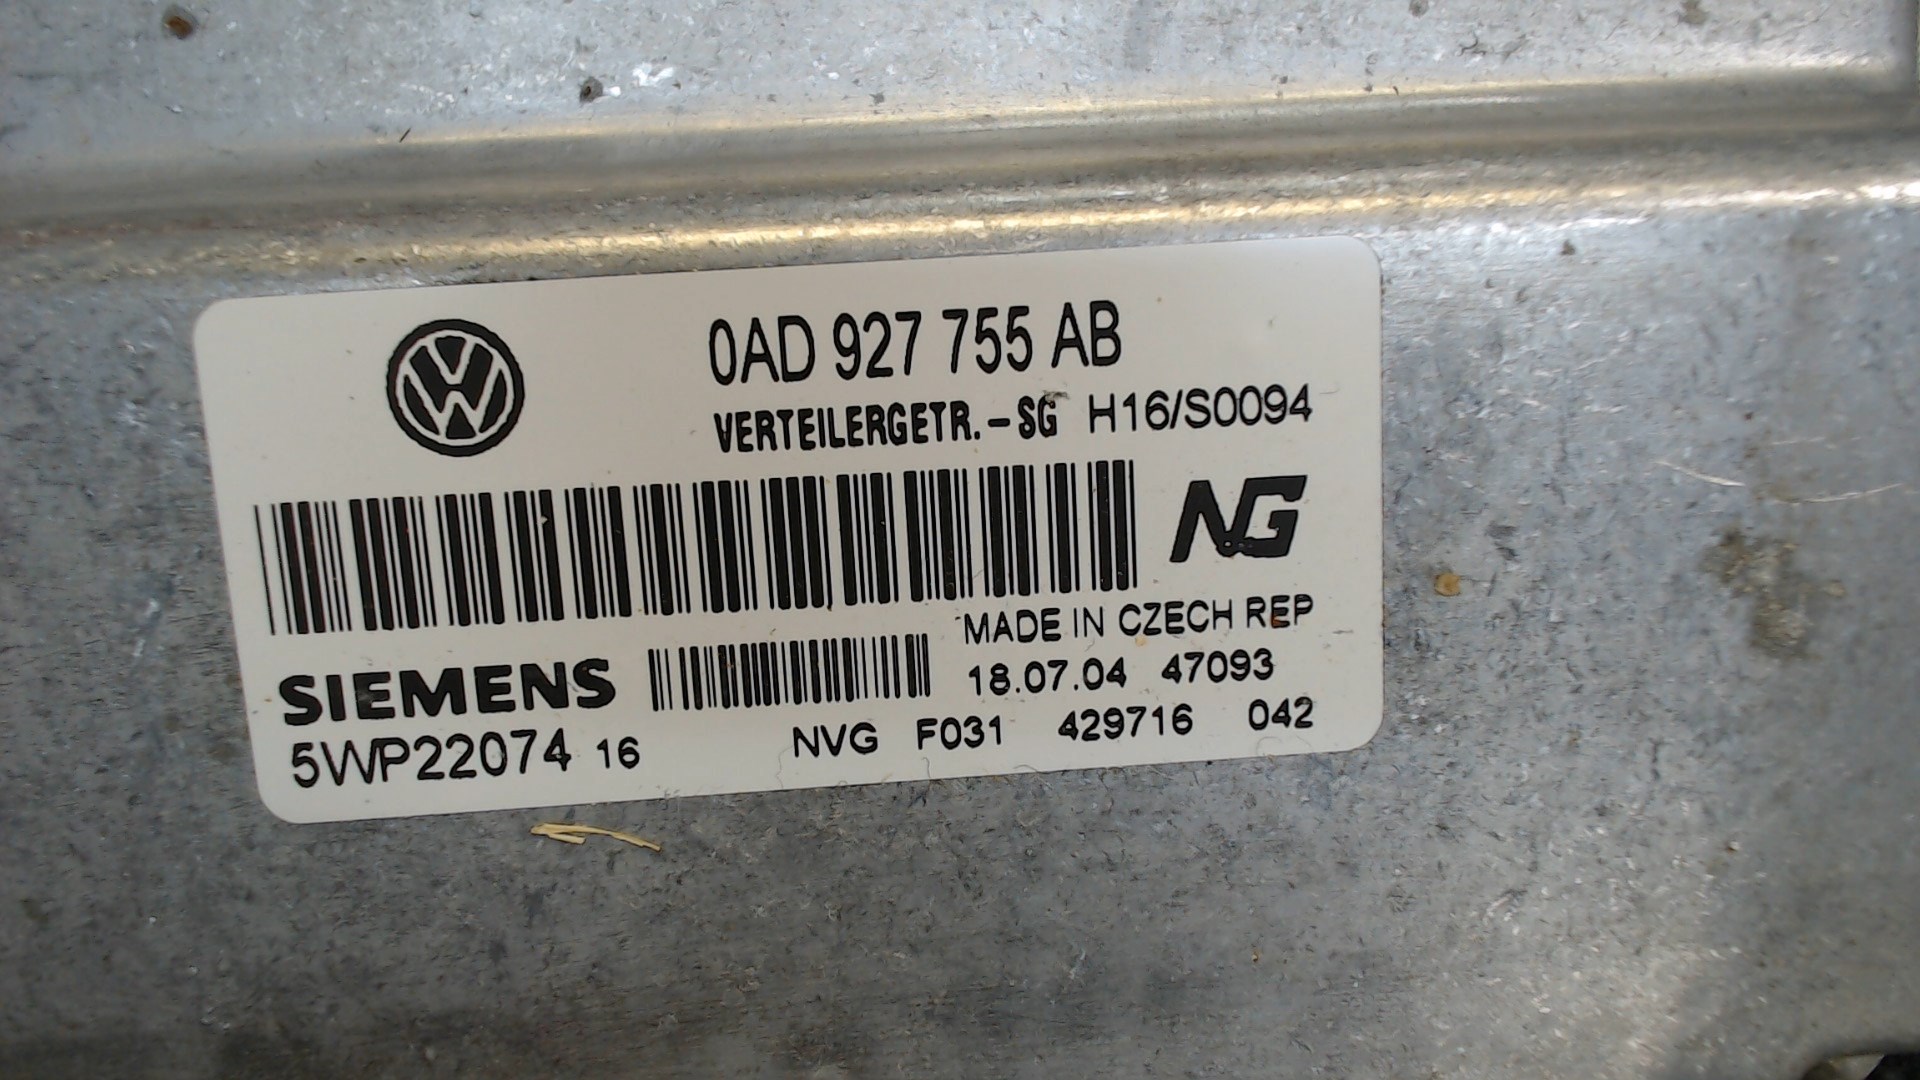 0AD 927 755 AB
VERTEILERGETR.-SG H16/S0094
NG
MADE IN CZECH REP
SIEMENS 18.07.04 47093
5WP22074 16 NVG F031 429716 042